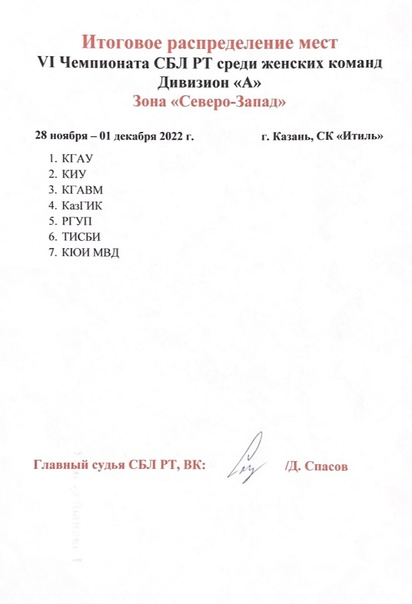 Итоговое распределение мест
VI Чемпионата СБЛ РТ среди женских команд
Дивизион «А»
Зона «Северо-Запад»
28 ноября – 01 декабря 2022 г. г. Казань, СК «Итиль»
1. КГАУ
2. КИУ
3. КГАВМ
4. КазГИК
5. РГУП
6. ТИСБИ
7. КЮИ МВД
Главный судья СБЛ РТ, ВК: /Д. Спасов